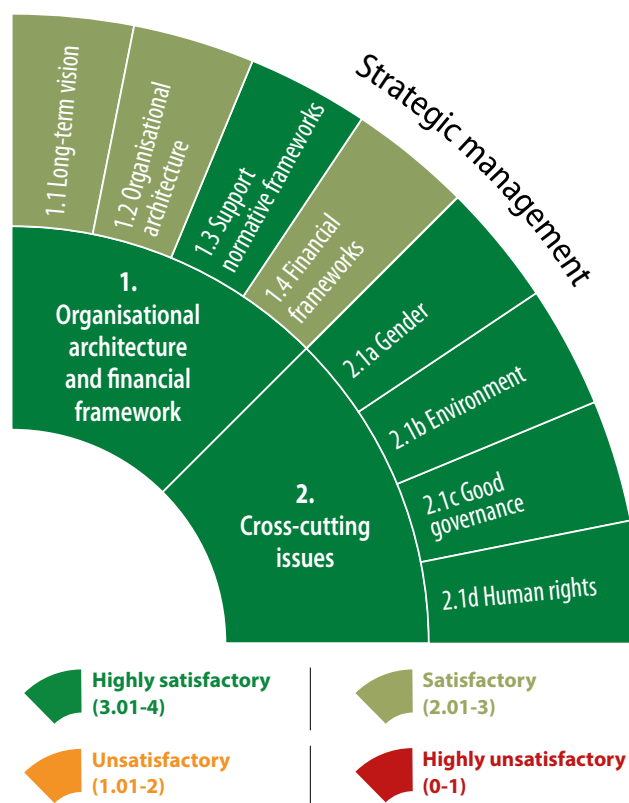 Strategic management
1.1 Long-term vision
1.2 Organisational
architecture
1.3 Support
normative frameworks
1.4 Financial
frameworks
2.1a Gender
2.1b Environment
2.1c Good
governance
2.1d Human rights
1.
Organisational
architecture
and financial
framework
2.
Cross-cutting
issues
Highly satisfactory
(3.01-4)
Satisfactory
(2.01-3)
Unsatisfactory
(1.01-2)
Highly unsatisfactory
(0-1)